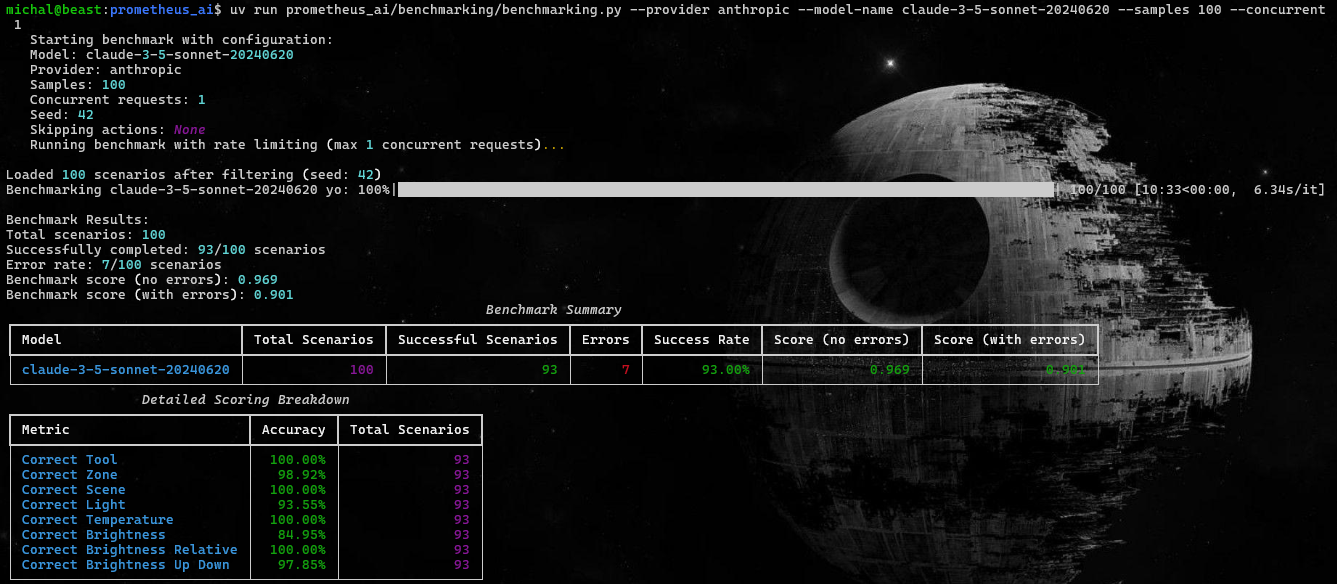 michal@beast:prometheus_ai$ uv run prometheus_ai/benchmarking/benchmarking.py --provider anthropic --model-name claude-3-5-sonnet-20240620 --samples 100 --concurrent
1
Starting benchmark with configuration:
Model: claude-3-5-sonnet-20240620
Provider: anthropic
Samples: 100
Concurrent requests: 1
Seed: 42
Skipping actions: None
Running benchmark with rate limiting (max 1 concurrent requests)...
Loaded 100 scenarios after filtering (seed: 42)
Benchmarking claude-3-5-sonnet-20240620 yo: 100%| | 100/100 [10:33<00:00, 6.34s/it]
Benchmark Results:
Total scenarios: 100
Successfully completed: 93/100 scenarios
Error rate: 7/100 scenarios
Benchmark score (no errors): 0.969
Benchmark score (with errors): 0.901
Benchmark Summary
Model Total Scenarios Successful Scenarios Errors Success Rate Score (no errors) Score (with errors)
claude-3-5-sonnet-20240620 100 93 7 93.00% 0.969 0.901
Detailed Scoring Breakdown
Metric Accuracy Total Scenarios
Correct Tool 100.00% 93
Correct Zone 98.92% 93
Correct Scene 100.00% 93
Correct Light 93.55% 93
Correct Temperature 100.00% 93
Correct Brightness 84.95% 93
Correct Brightness Relative 100.00% 93
Correct Brightness Up Down 97.85% 93